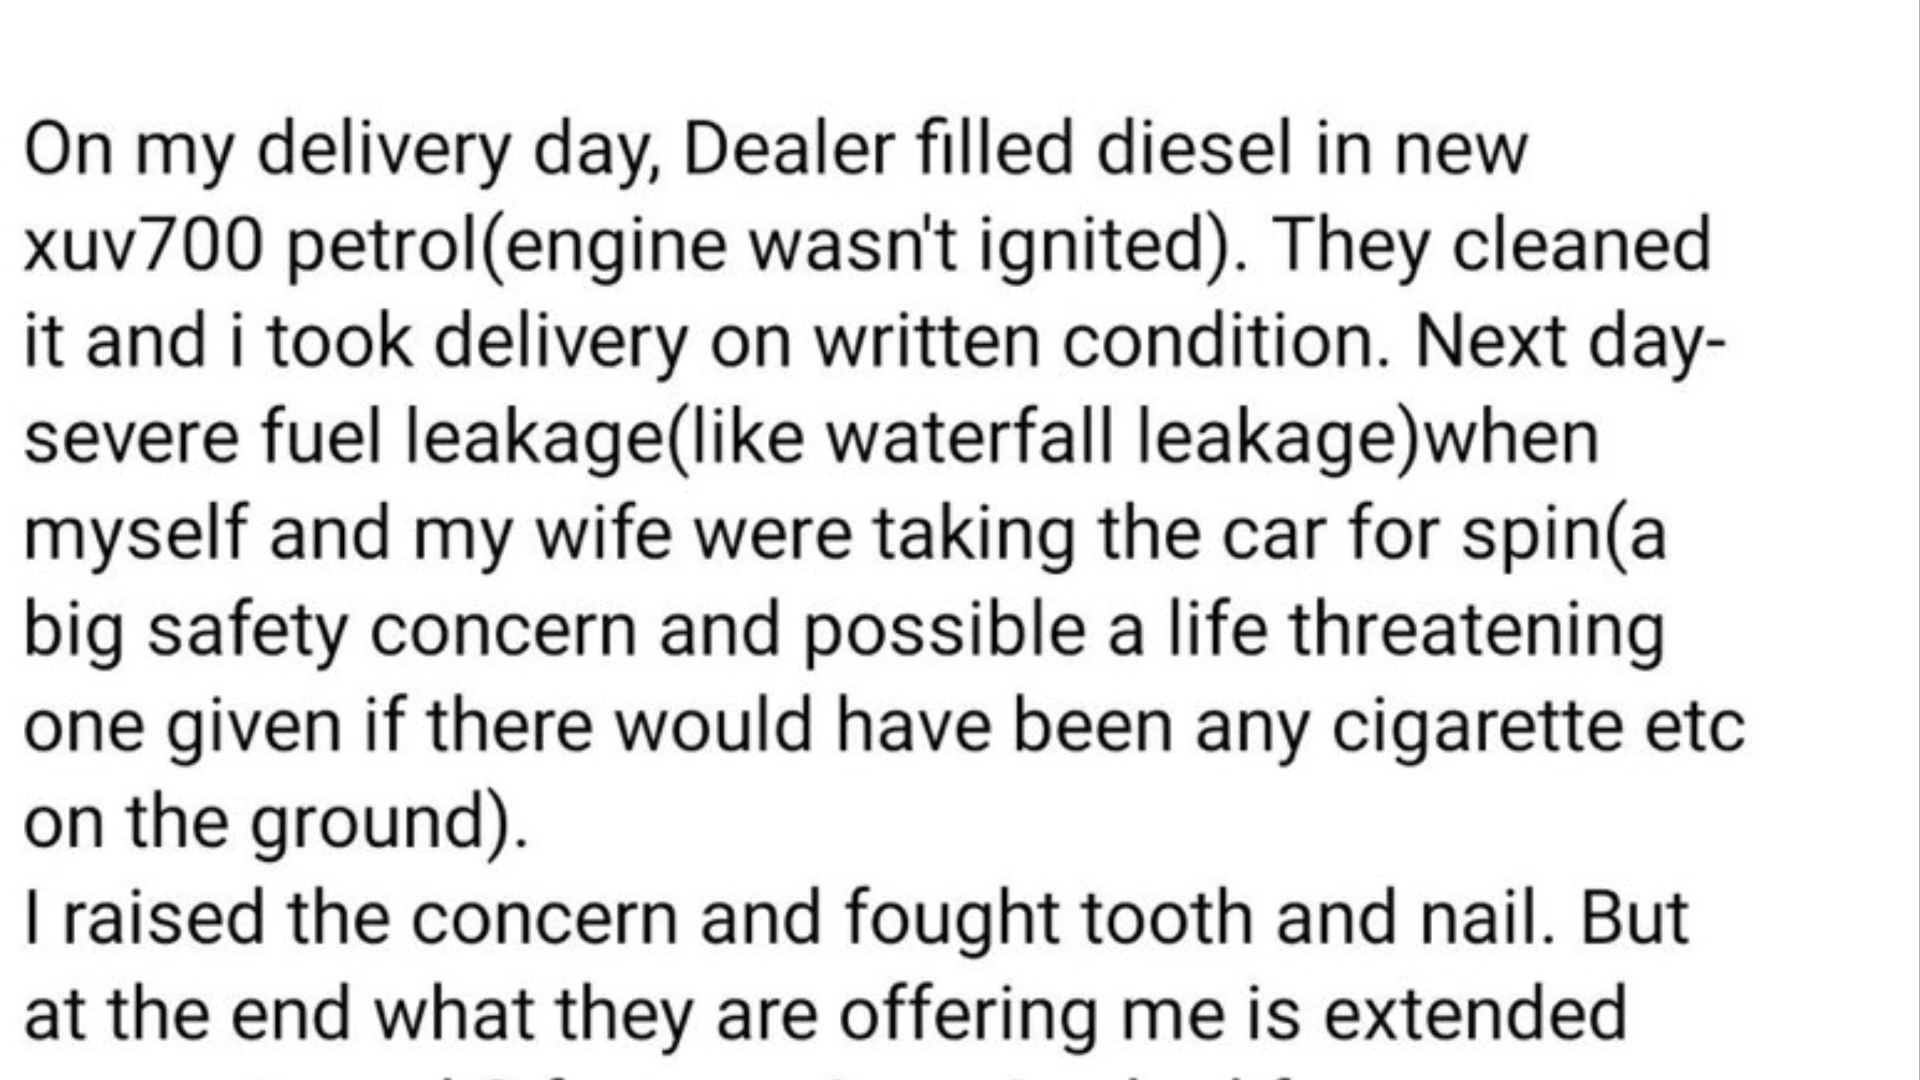 On my delivery day, Dealer filled diesel in new
xuv700 petrol(engine wasn't ignited). They cleaned
it and i took delivery on written condition. Next day-
severe fuel leakage(like waterfall leakage)when
myself and my wife were taking the car for spin(a
big safety concern and possible a life threatening
one given if there would have been any cigarette etc
on the ground).
I raised the concern and fought tooth and nail. But
at the end what they are offering me is extended